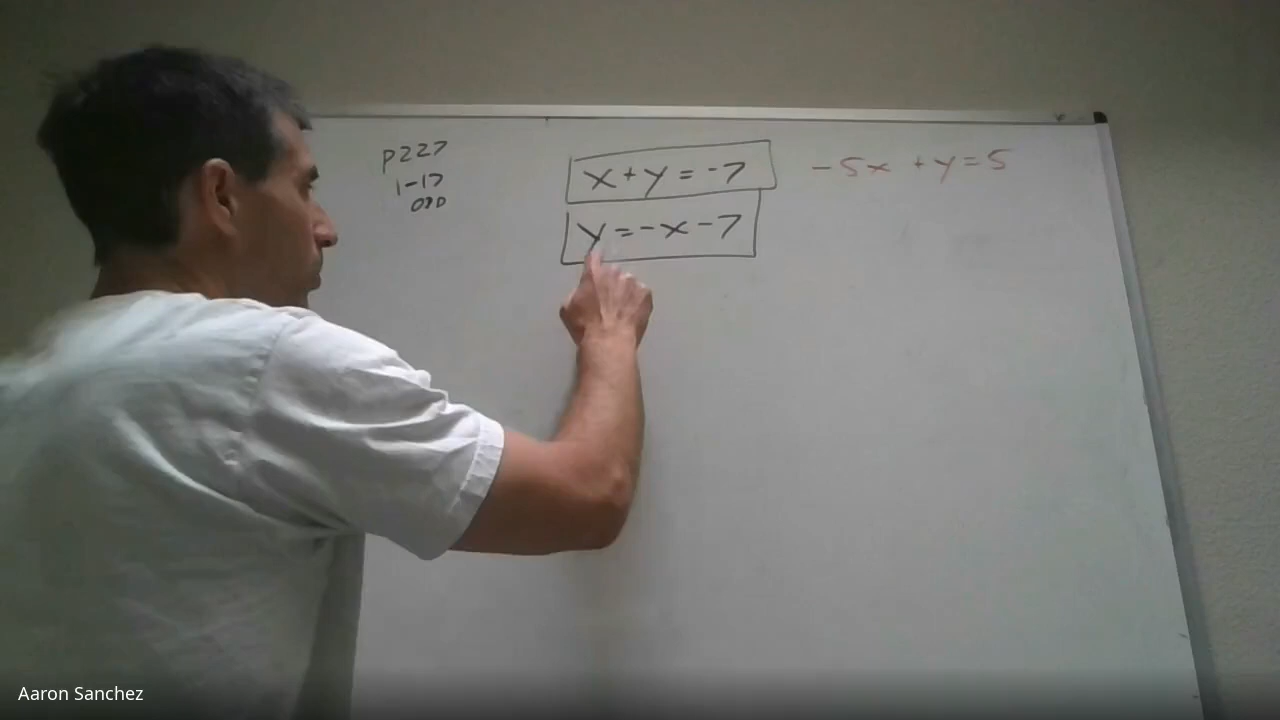 p227
1-17
ODD
x+y=-7
y=-x-7
-5x +y=5
Aaron Sanchez